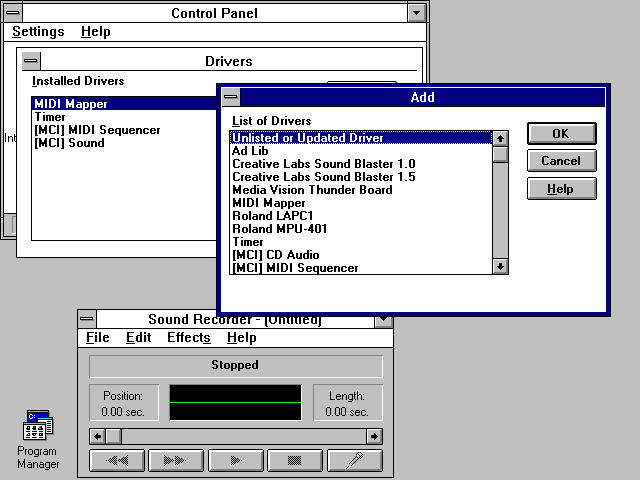 Control Panel
Settings Help
Drivers
Installed Drivers
MIDI Mapper
Timer
[MCI] MIDI Sequencer
[MCI] Sound
Int
Add
List of Drivers
Unlisted or Updated Driver
Ad Lib
Creative Labs Sound Blaster 1.0
Creative Labs Sound Blaster 1.5
Media Vision Thunder Board
MIDI Mapper
Roland LAPC1
Roland MPU-401
Timer
[MCI] CD Audio
[MCI] MIDI Sequencer
OK
Cancel
Help
Sound Recorder - (Untitled)
File Edit Effects Help
Stopped
Position:
0.00 sec.
Length:
0.00 sec.
C:
Program
Manager